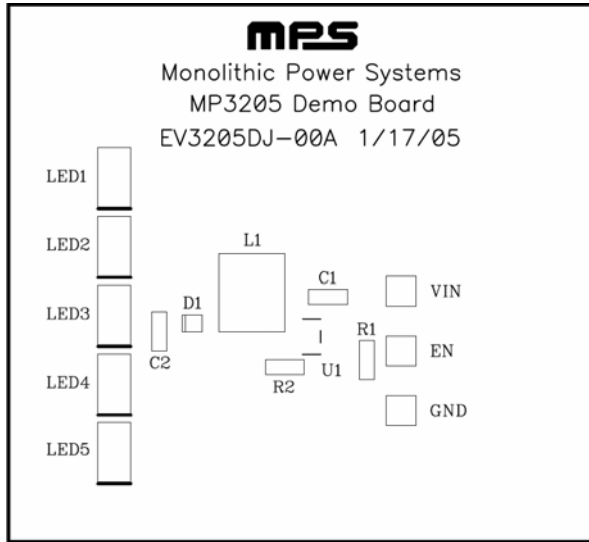 MPS
Monolithic Power Systems
MP3205 Demo Board
EV3205DJ-00A 1/17/05
LED1
LED2
L1
C1
VIN
LED3
D1
R1
C2
EN
LED4
R2
U1
GND
LED5